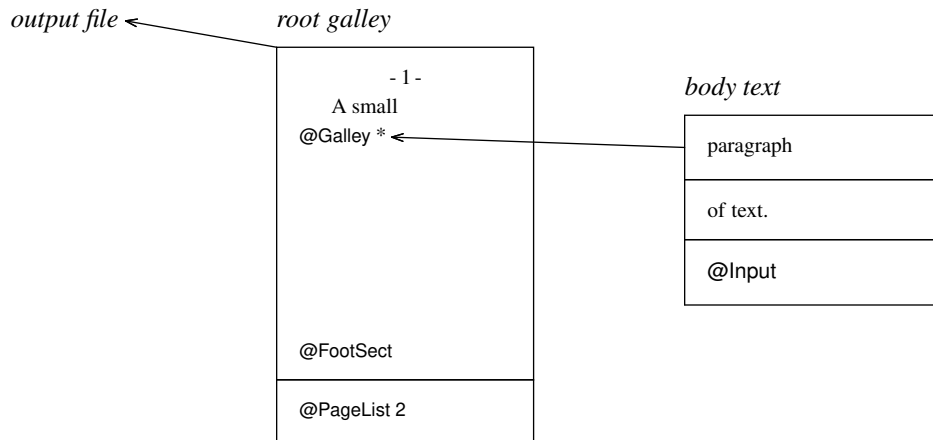 output file
root galley
- 1 -
A small
@Galley *
@FootSect
@PageList 2
body text
paragraph
of text.
@Input